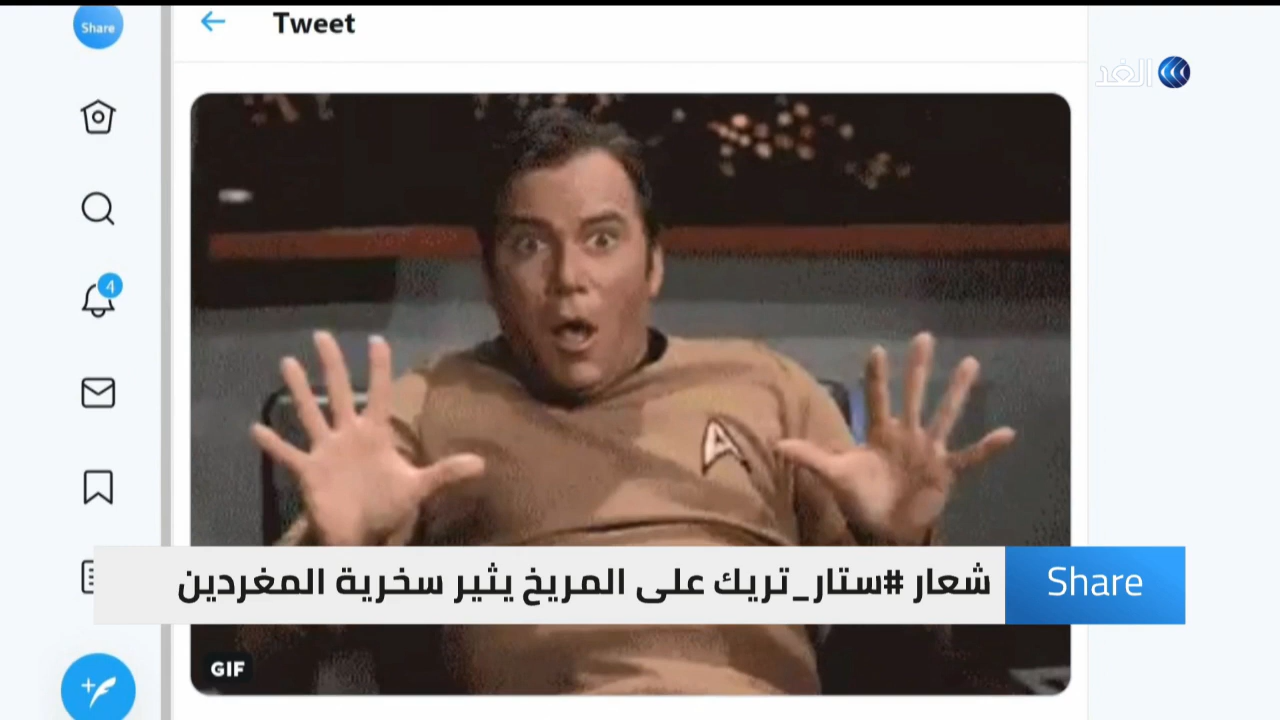 Share
Tweet
الغد
4
شعار #ستار_تريك على المريخ يثير سخرية المغردين
Share
GIF